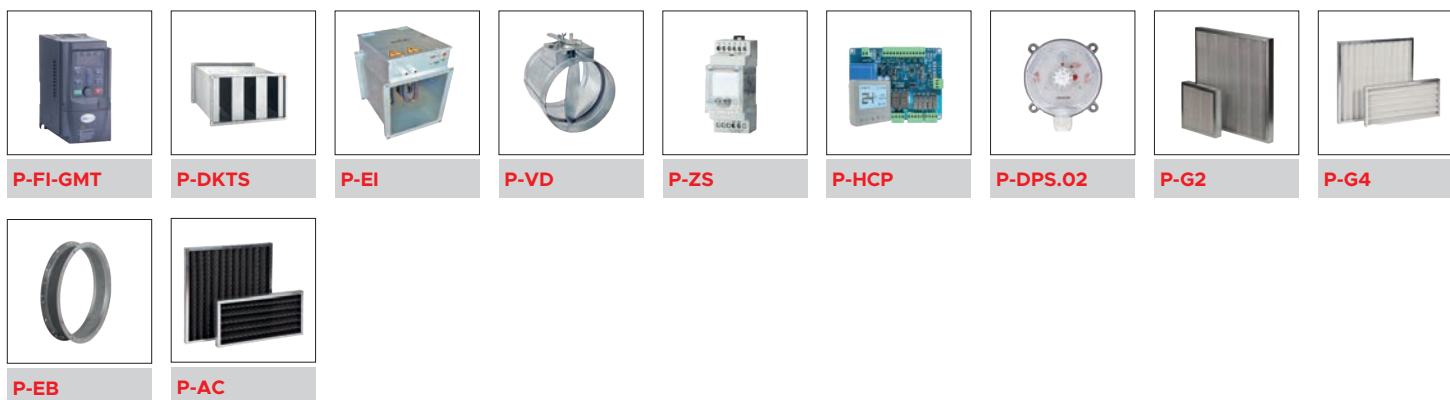 P-FI-GMT
P-DKTS
P-EI
P-VD
P-ZS
P-HCP
P-DPS.02
P-G2
P-G4
P-EB
P-AC